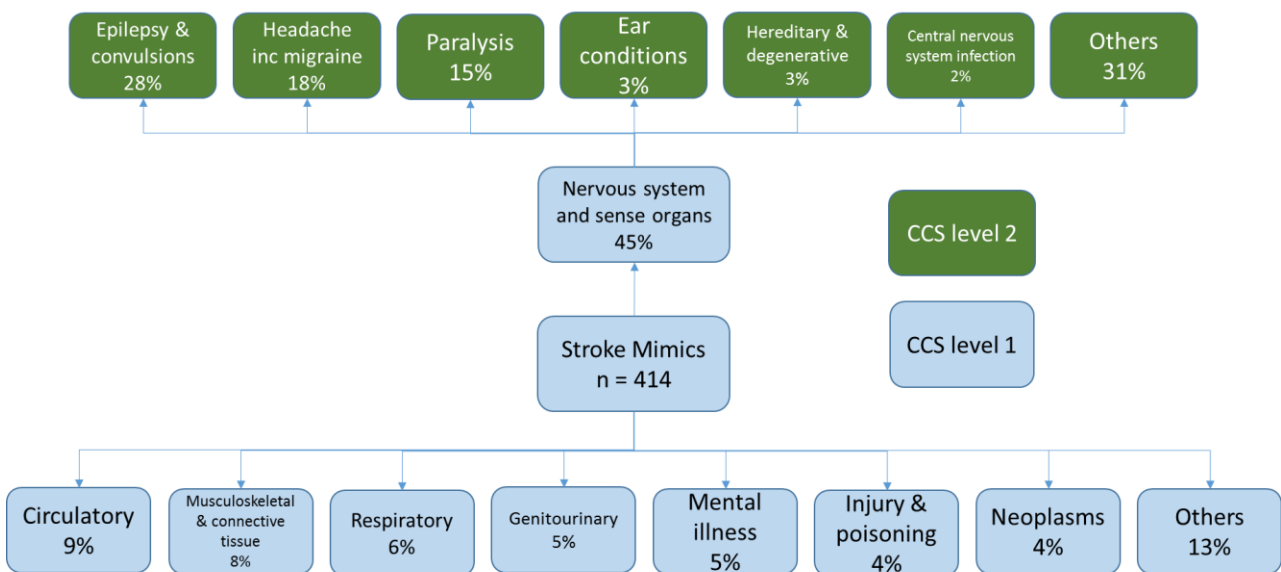 Epilepsy &
convulsions
28%
Headache
inc migraine
18%
Paralysis
15%
Ear
conditions
3%
Hereditary &
degenerative
3%
Central nervous
system infection
2%
Others
31%
Nervous system
and sense organs
45%
CCS level 2
Stroke Mimics
n = 414
CCS level 1
Circulatory
9%
Musculoskeletal
& connective
tissue
8%
Respiratory
6%
Genitourinary
5%
Mental
illness
5%
Injury &
poisoning
4%
Neoplasms
4%
Others
13%